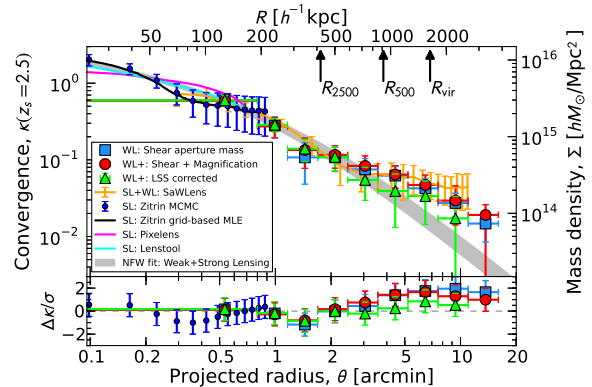 R [h⁻¹kpc]
50 100 200 500 1000 2000
10⁰
10⁻¹
10⁻²
Convergence, κ(z_s=2.5)
10¹⁶
10¹⁵
10¹⁴
Mass density, Σ [hM⊙/Mpc²]
R₂₅₀₀ R₅₀₀ R_vir
WL: Shear aperture mass
WL+: Shear + Magnification
WL+: LSS corrected
SL+WL: SaWLens
SL: Zitrin MCMC
SL: Zitrin grid-based MLE
SL: Pixelens
SL: Lenstool
NFW fit: Weak+Strong Lensing
2
0
−2
Δκ/σ
0.1 0.2 0.5 1 2 5 10 20
Projected radius, θ [arcmin]